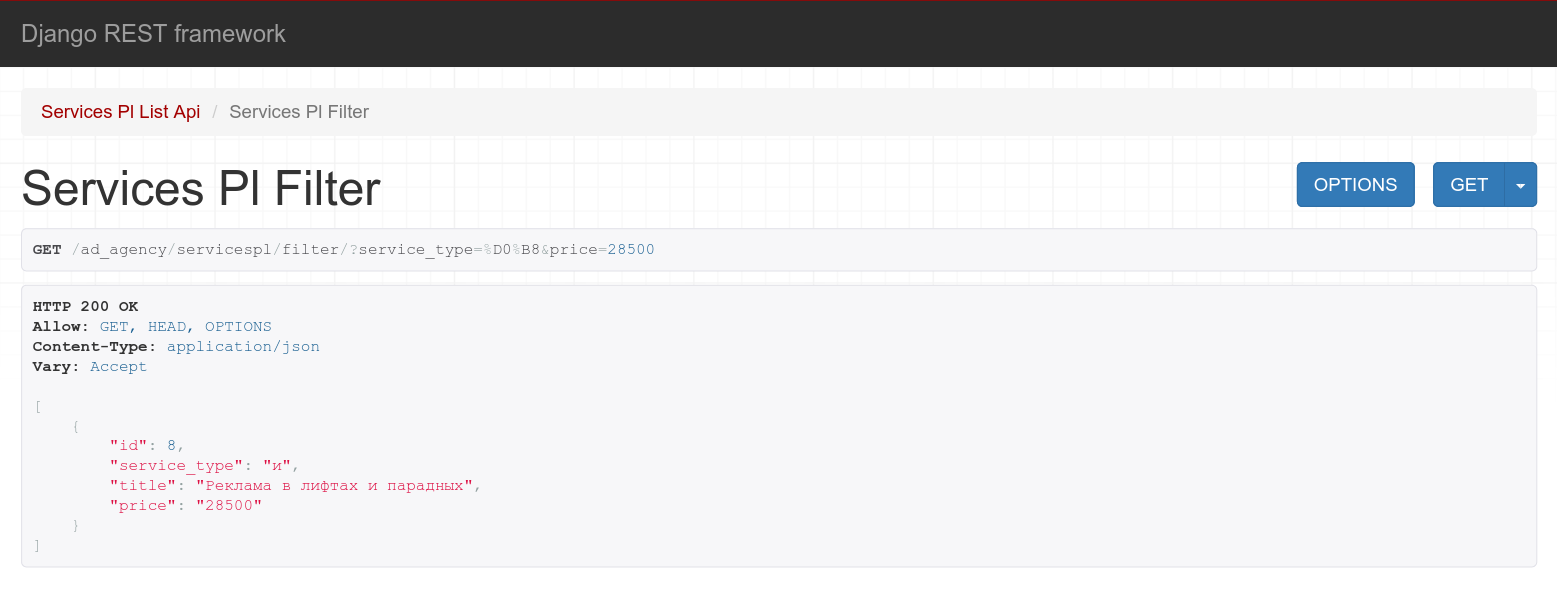 Django REST framework
Services Pl List Api / Services Pl Filter
Services Pl Filter
OPTIONS GET
GET /ad_agency/servicespl/filter/?service_type=%D0%B8&price=28500
HTTP 200 OK
Allow: GET, HEAD, OPTIONS
Content-Type: application/json
Vary: Accept
[
    {
        "id": 8,
        "service_type": "и",
        "title": "Реклама в лифтах и парадных",
        "price": "28500"
    }
]